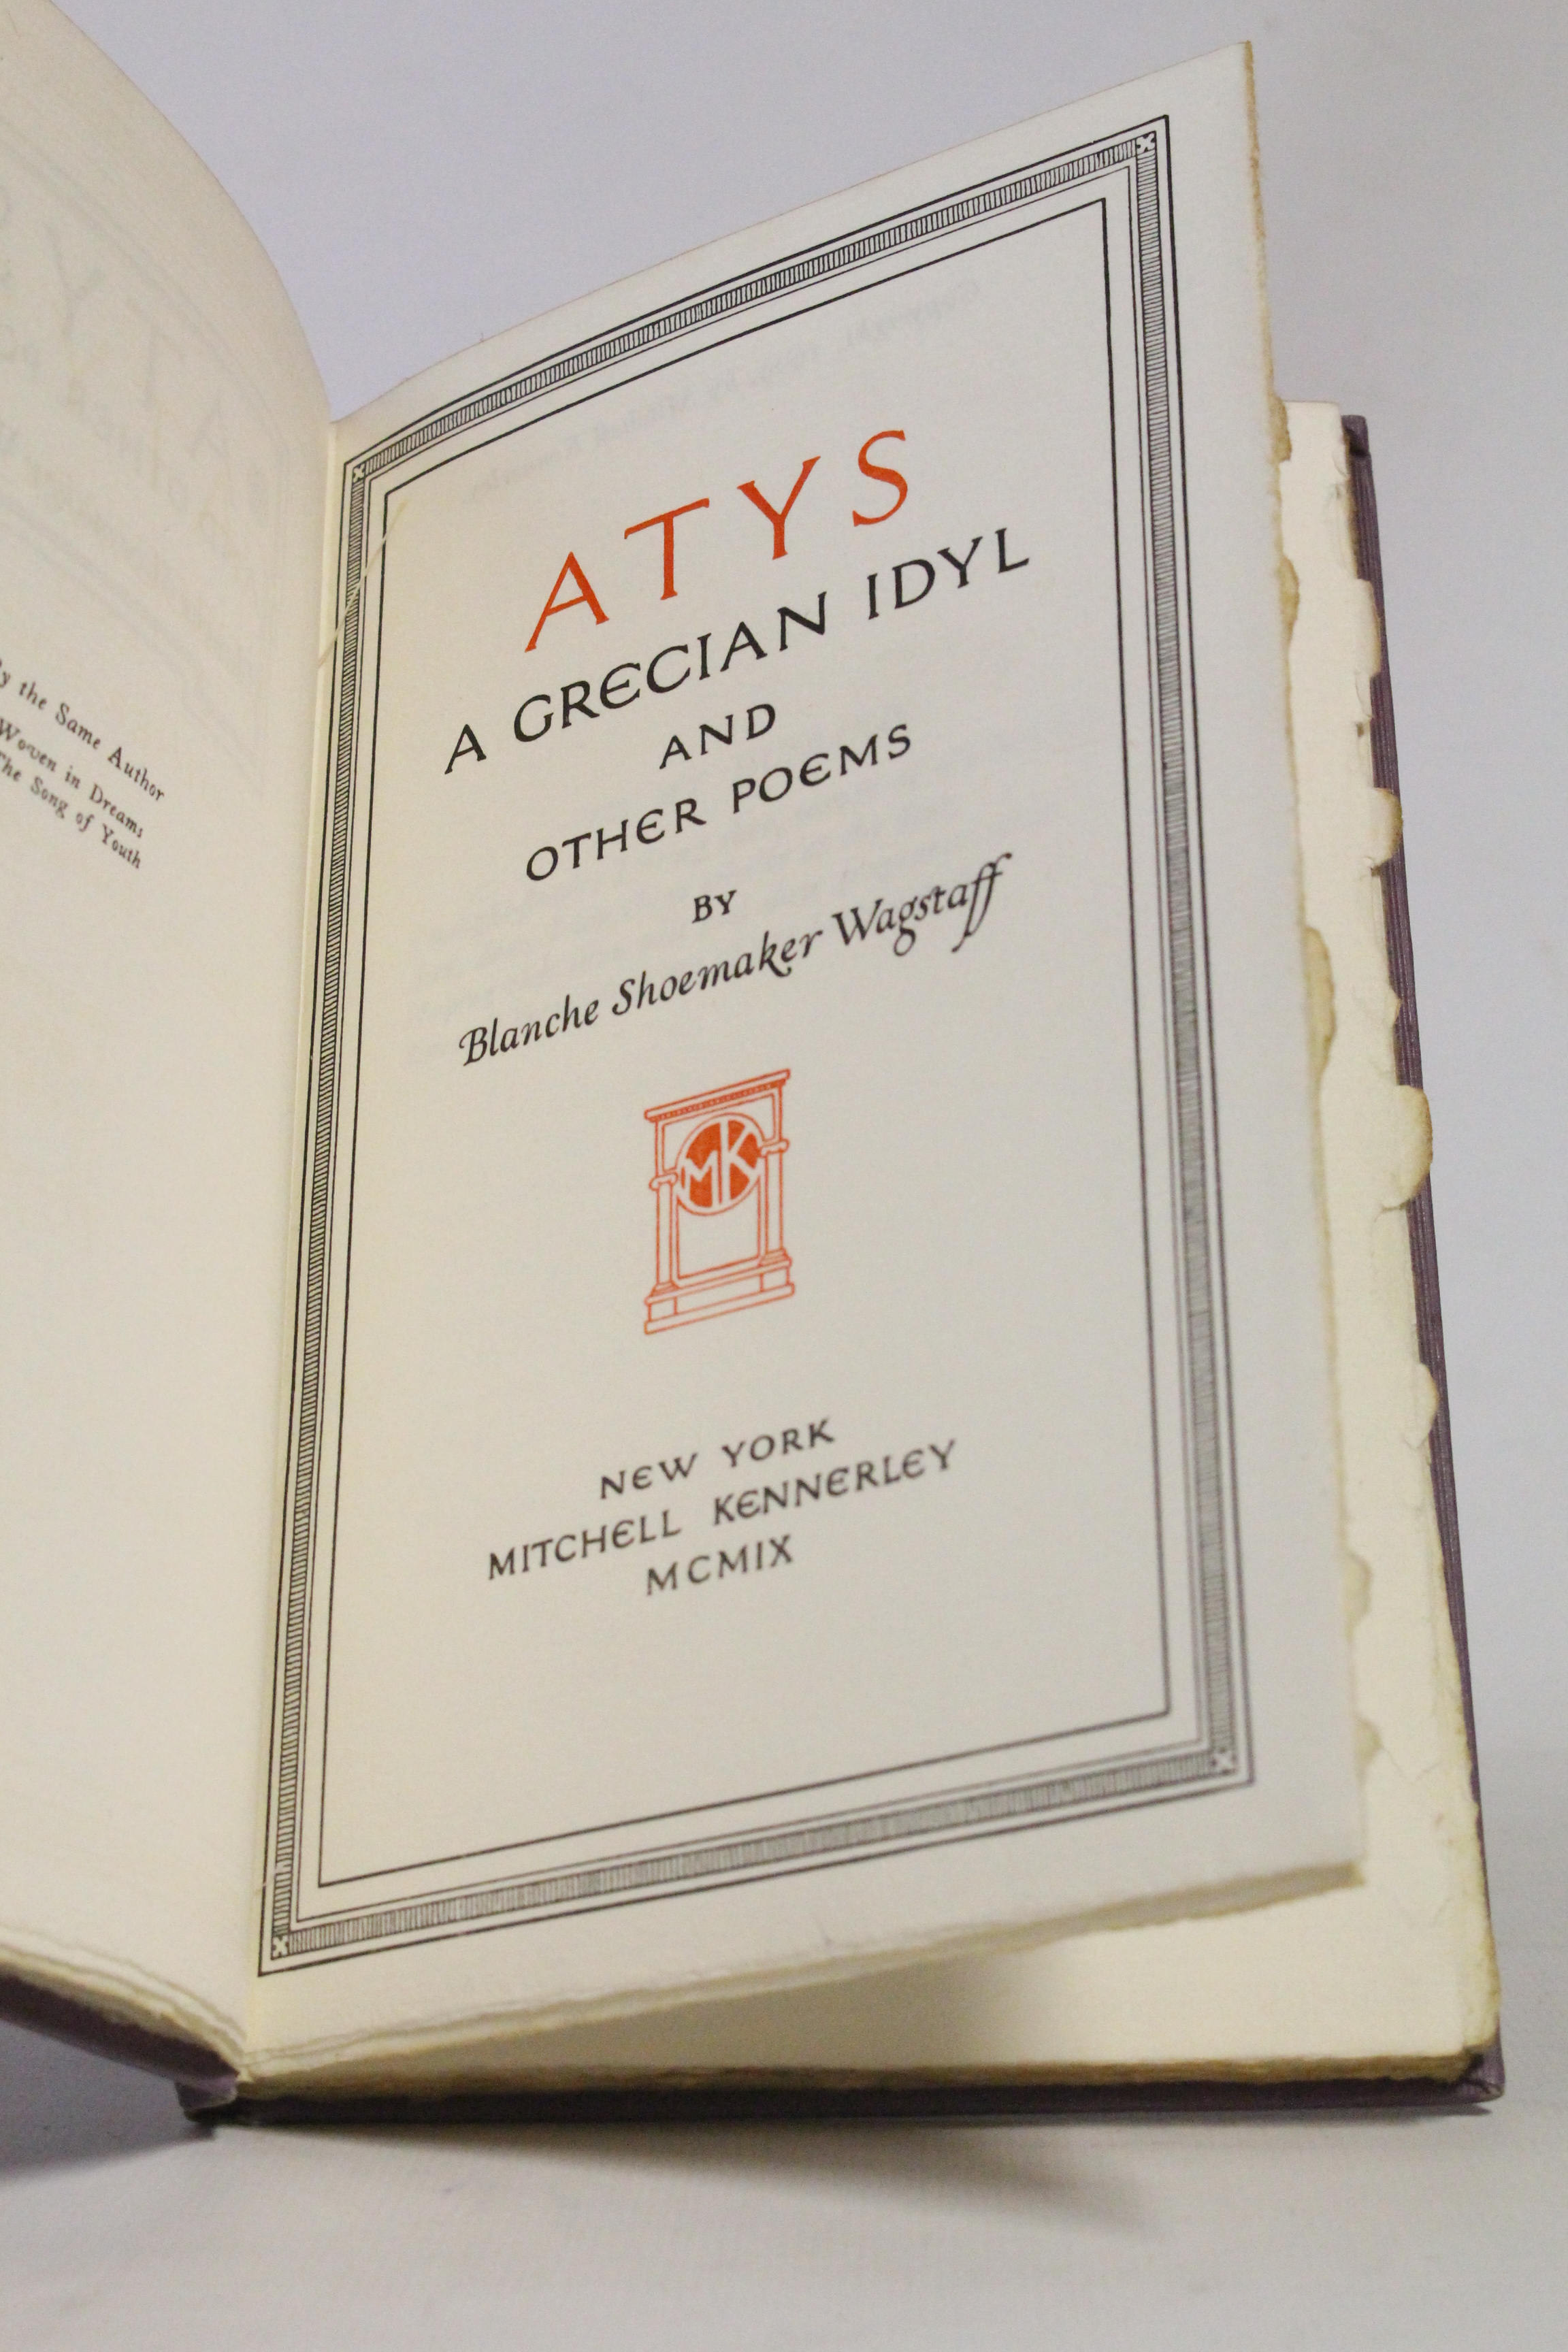 By the Same Author
Woven in Dreams
The Song of Youth
ATYS
A GRECIAN IDYL
AND
OTHER POEMS
BY
Blanche Shoemaker Wagstaff
MK
NEW YORK
MITCHELL KENNERLEY
MCMIX